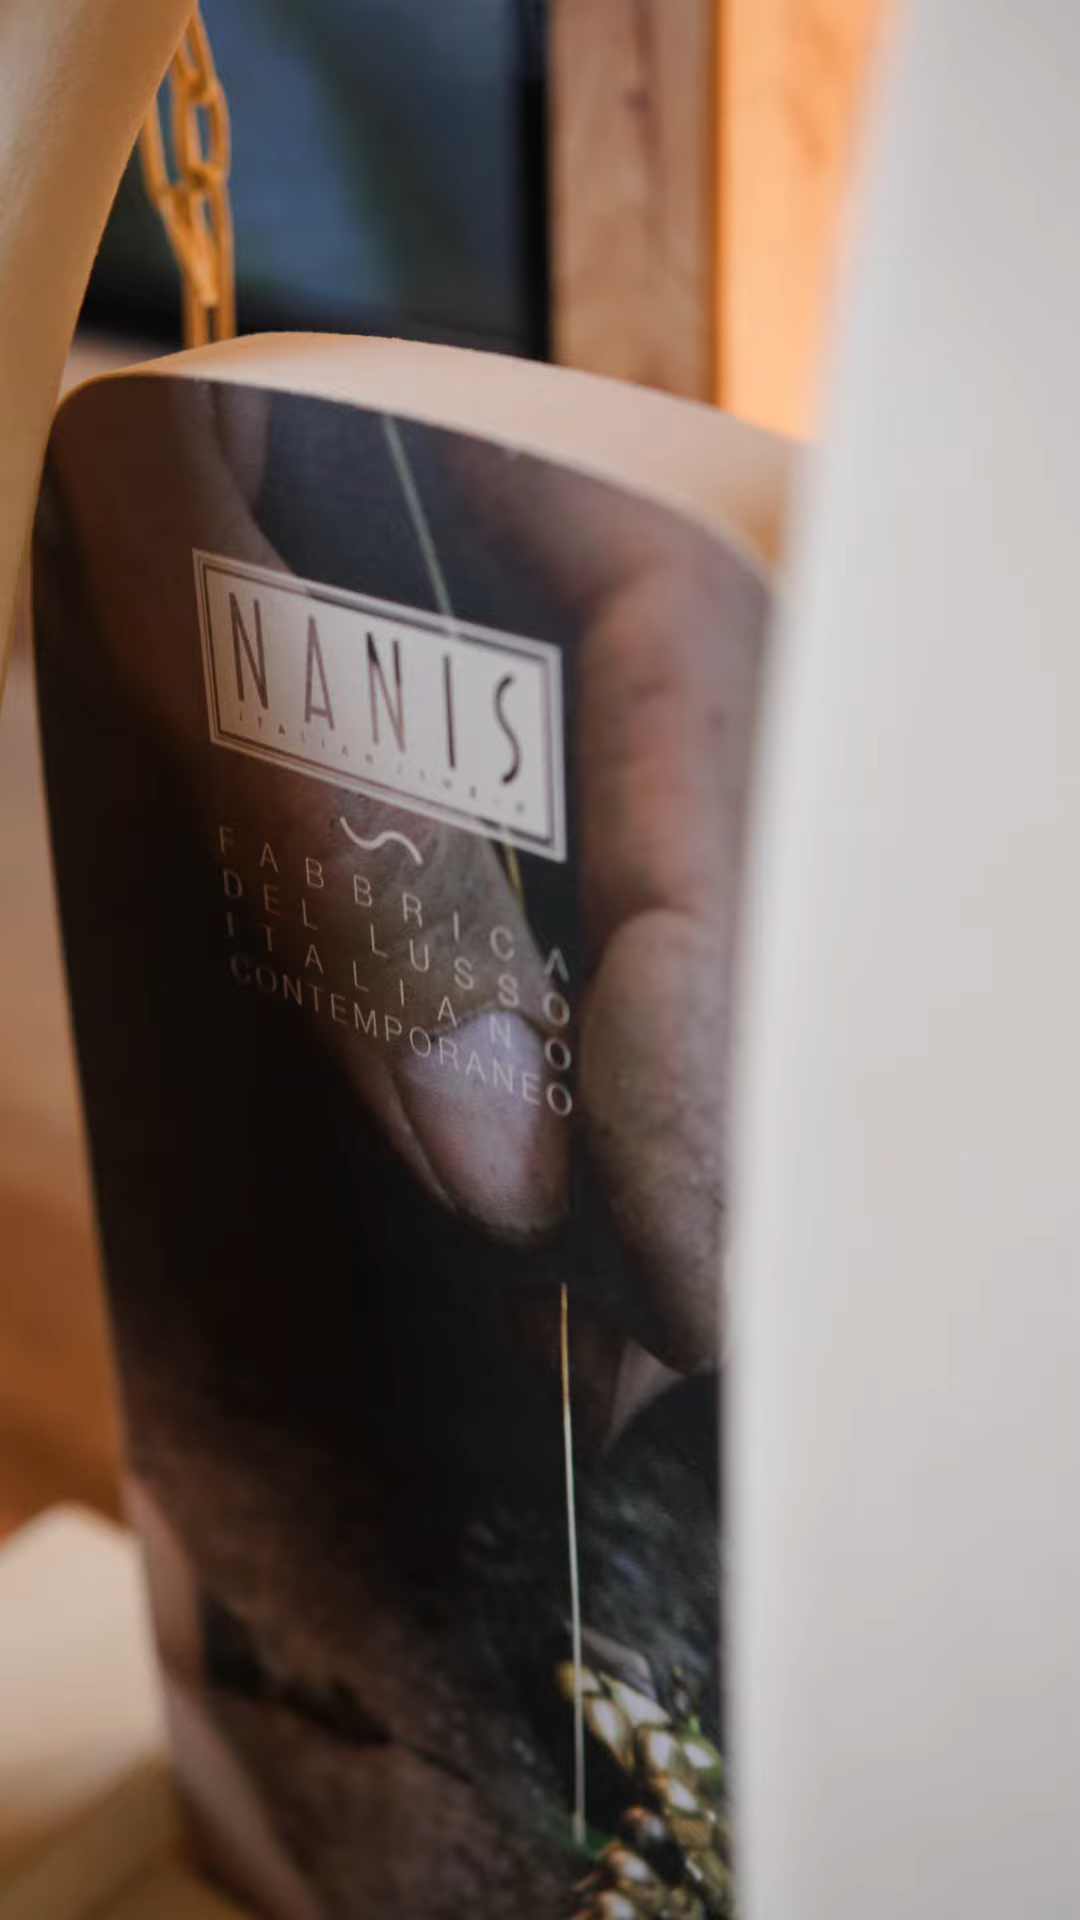 NANIS
ITALIAN JEWELS
FABBRICA
DEL LUSSO
ITALIANO
CONTEMPORANEO